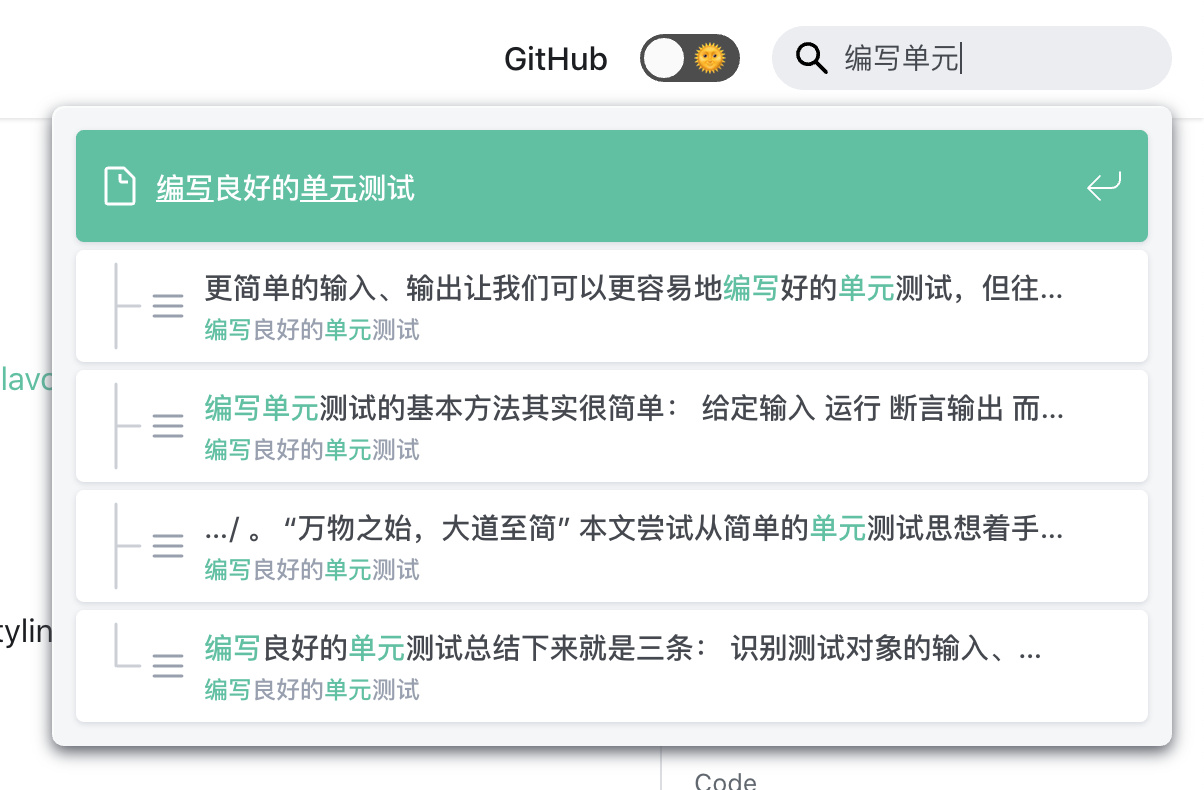 GitHub
编写单元
编写良好的单元测试
更简单的输入、输出让我们可以更容易地编写好的单元测试，但往...
编写良好的单元测试
编写单元测试的基本方法其实很简单： 给定输入 运行 断言输出 而...
编写良好的单元测试
.../ 。 “万物之始，大道至简” 本文尝试从简单的单元测试思想着手...
编写良好的单元测试
编写良好的单元测试总结下来就是三条： 识别测试对象的输入、...
编写良好的单元测试
Code